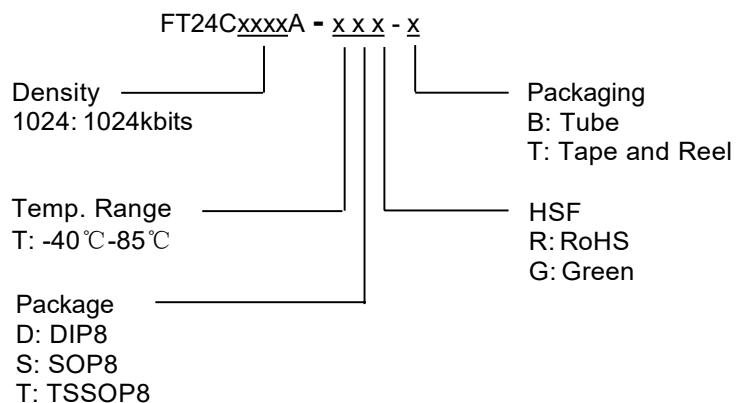 FT24CxxxxA - x x x - x
Density
1024: 1024kbits
Packaging
B: Tube
T: Tape and Reel
Temp. Range
T: -40℃-85℃
HSF
R: RoHS
G: Green
Package
D: DIP8
S: SOP8
T: TSSOP8